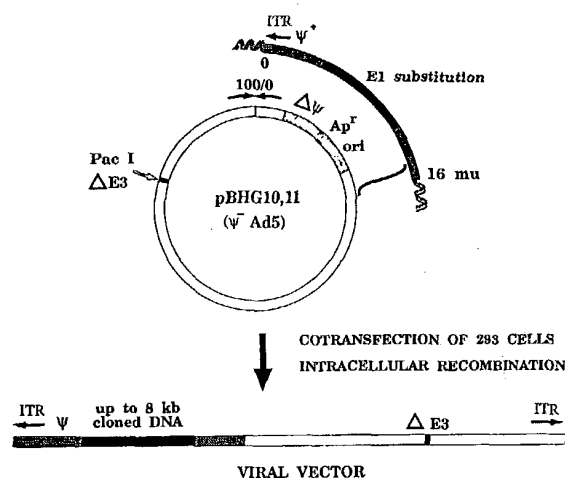 ITR
ψ⁺
0
E1 substitution
100/0
Δψ
Apʳ
ori
Pac I
ΔE3
16 mu
pBHG10,11
(ψ⁻ Ad5)
COTRANSFECTION OF 293 CELLS
INTRACELLULAR RECOMBINATION
ITR ψ up to 8 kb
cloned DNA
Δ E3
ITR
VIRAL VECTOR